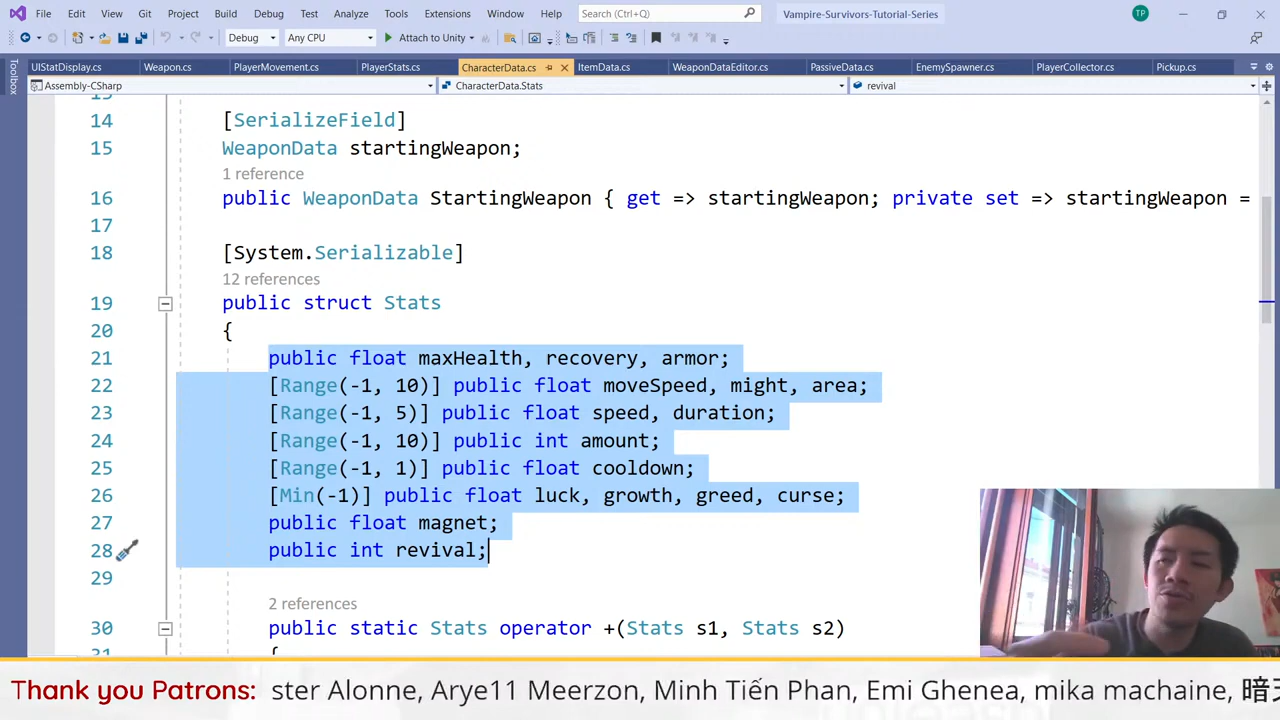 File Edit View Git Project Build Debug Test Analyze Tools Extensions Window Help Search (Ctrl+Q) Vampire-Survivors-Tutorial-Series TP
Debug Any CPU Attach to Unity
Toolbox
UIStatDisplay.cs Weapon.cs PlayerMovement.cs PlayerStats.cs CharacterData.cs ItemData.cs WeaponDataEditor.cs PassiveData.cs EnemySpawner.cs PlayerCollector.cs Pickup.cs
Assembly-CSharp CharacterData.Stats revival
14 [SerializeField]
15 WeaponData startingWeapon;
1 reference
16 public WeaponData StartingWeapon { get => startingWeapon; private set => startingWeapon =
17
18 [System.Serializable]
12 references
19 public struct Stats
20 {
21 public float maxHealth, recovery, armor;
22 [Range(-1, 10)] public float moveSpeed, might, area;
23 [Range(-1, 5)] public float speed, duration;
24 [Range(-1, 10)] public int amount;
25 [Range(-1, 1)] public float cooldown;
26 [Min(-1)] public float luck, growth, greed, curse;
27 public float magnet;
28 public int revival;
29
2 references
30 public static Stats operator +(Stats s1, Stats s2)
Thank you Patrons: ster Alonne, Arye11 Meerzon, Minh Tiến Phan, Emi Ghenea, mika machaine, 暗